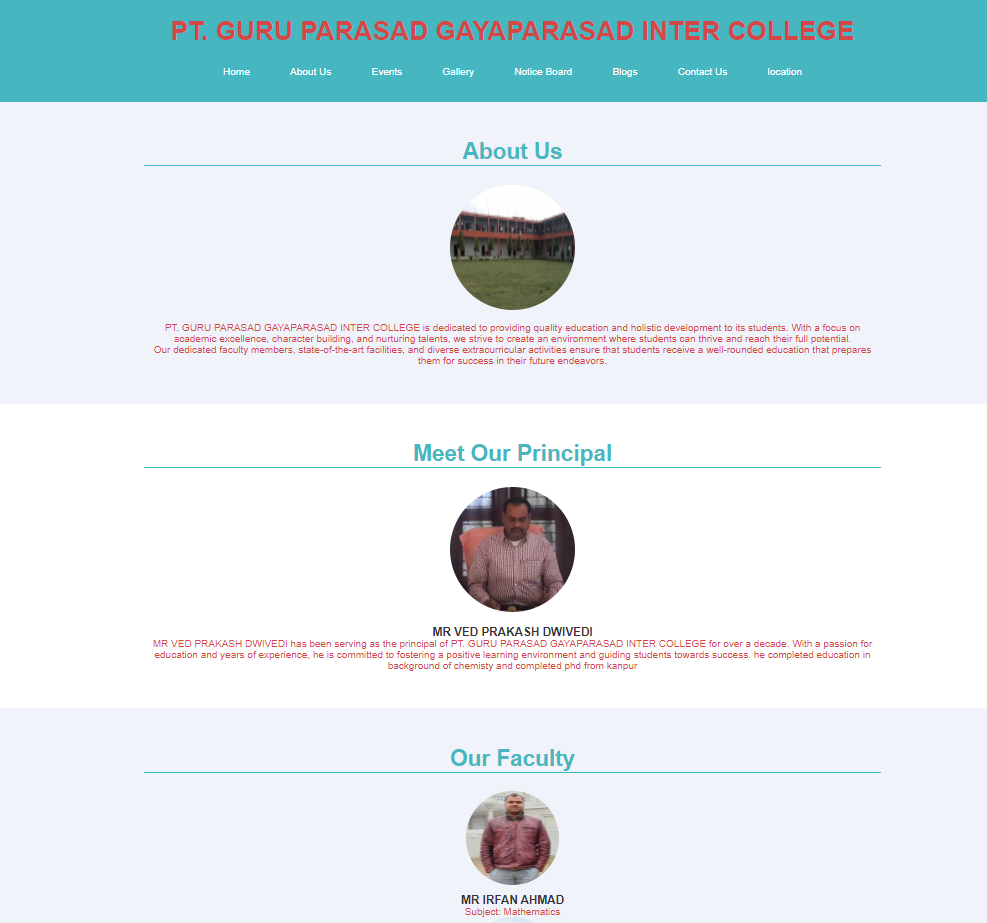 PT. GURU PARASAD GAYAPARASAD INTER COLLEGE
Home About Us Events Gallery Notice Board Blogs Contact Us location
About Us
PT. GURU PARASAD GAYAPARASAD INTER COLLEGE is dedicated to providing quality education and holistic development to its students. With a focus on
academic excellence, character building, and nurturing talents, we strive to create an environment where students can thrive and reach their full potential.
Our dedicated faculty members, state-of-the-art facilities, and diverse extracurricular activities ensure that students receive a well-rounded education that prepares
them for success in their future endeavors.
Meet Our Principal
MR VED PRAKASH DWIVEDI
MR VED PRAKASH DWIVEDI has been serving as the principal of PT. GURU PARASAD GAYAPARASAD INTER COLLEGE for over a decade. With a passion for
education and years of experience, he is committed to fostering a positive learning environment and guiding students towards success. he completed education in
background of chemisty and completed phd from kanpur
Our Faculty
MR IRFAN AHMAD
Subject: Mathematics